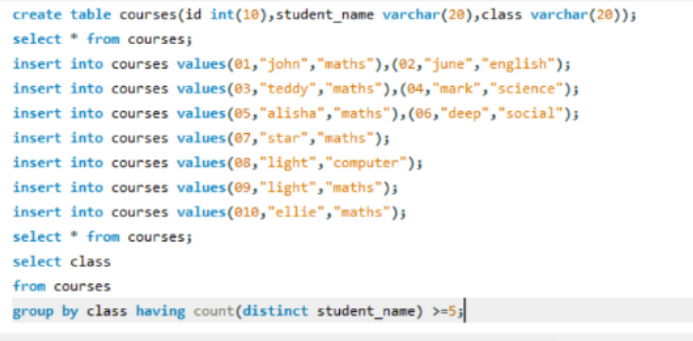 create table courses(id int(10),student_name varchar(20),class varchar(20));
select * from courses;
insert into courses values(01,"john","maths"),(02,"june","english");
insert into courses values(03,"teddy","maths"),(04,"mark","science");
insert into courses values(05,"alisha","maths"),(06,"deep","social");
insert into courses values(07,"star","maths");
insert into courses values(08,"light","computer");
insert into courses values(09,"light","maths");
insert into courses values(010,"ellie","maths");
select * from courses;
select class
from courses
group by class having count(distinct student_name) >=5;